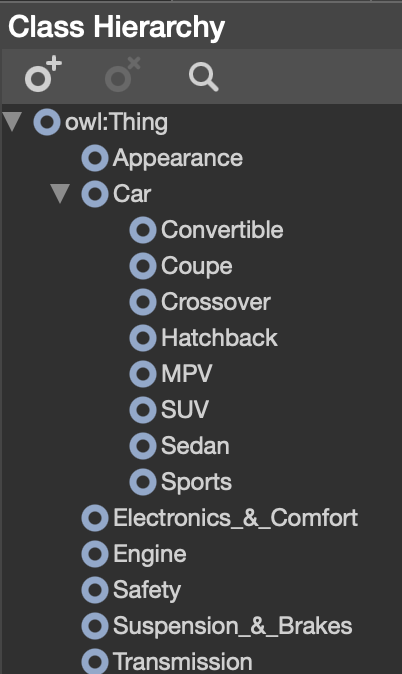 Class Hierarchy
owl:Thing
Appearance
Car
Convertible
Coupe
Crossover
Hatchback
MPV
SUV
Sedan
Sports
Electronics_&_Comfort
Engine
Safety
Suspension_&_Brakes
Transmission